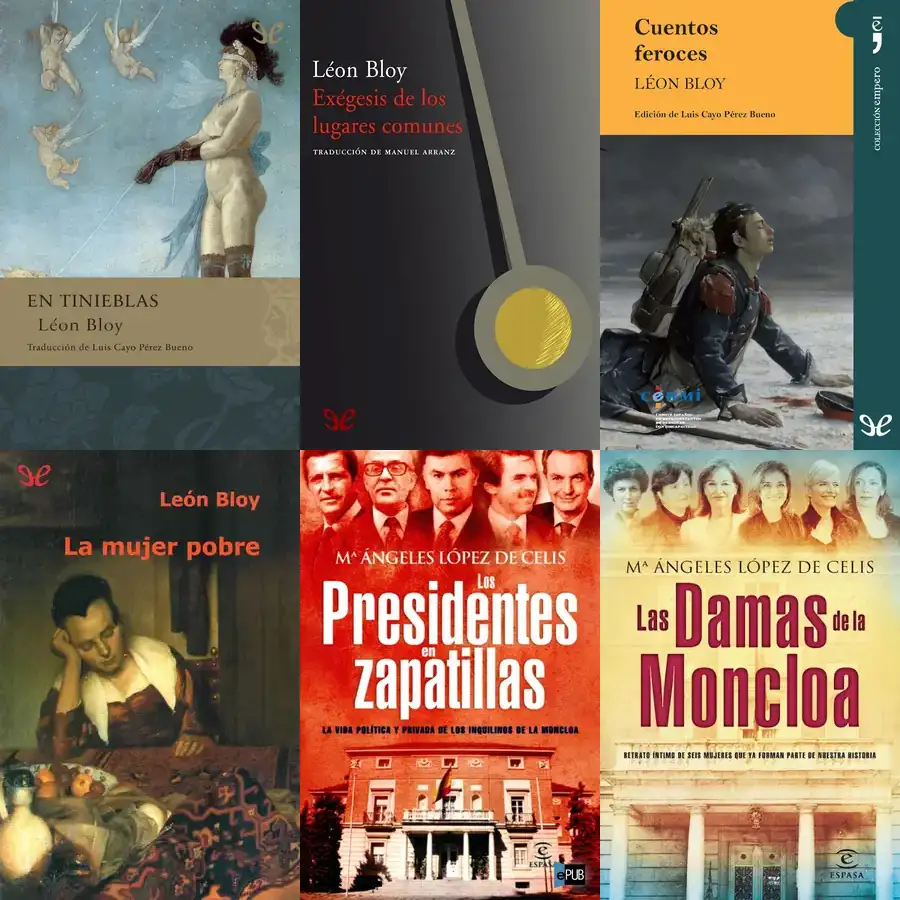 EN TINIEBLAS
Léon Bloy
Traducción de Luis Cayo Pérez Bueno
Léon Bloy
Exégesis de los
lugares comunes
TRADUCCIÓN DE MANUEL ARRANZ
Cuentos
feroces
LÉON BLOY
Edición de Luis Cayo Pérez Bueno
COLECCIÓN empero
cermi
León Bloy
La mujer pobre
Mª ÁNGELES LÓPEZ DE CELIS
Los
Presidentes
en
zapatillas
LA VIDA POLÍTICA Y PRIVADA DE LOS INQUILINOS DE LA MONCLOA
ESPASA
ePUB
Mª ÁNGELES LÓPEZ DE CELIS
Las Damas de la
Moncloa
RETRATO ÍNTIMO DE SEIS MUJERES QUE YA FORMAN PARTE DE NUESTRA HISTORIA
ESPASA